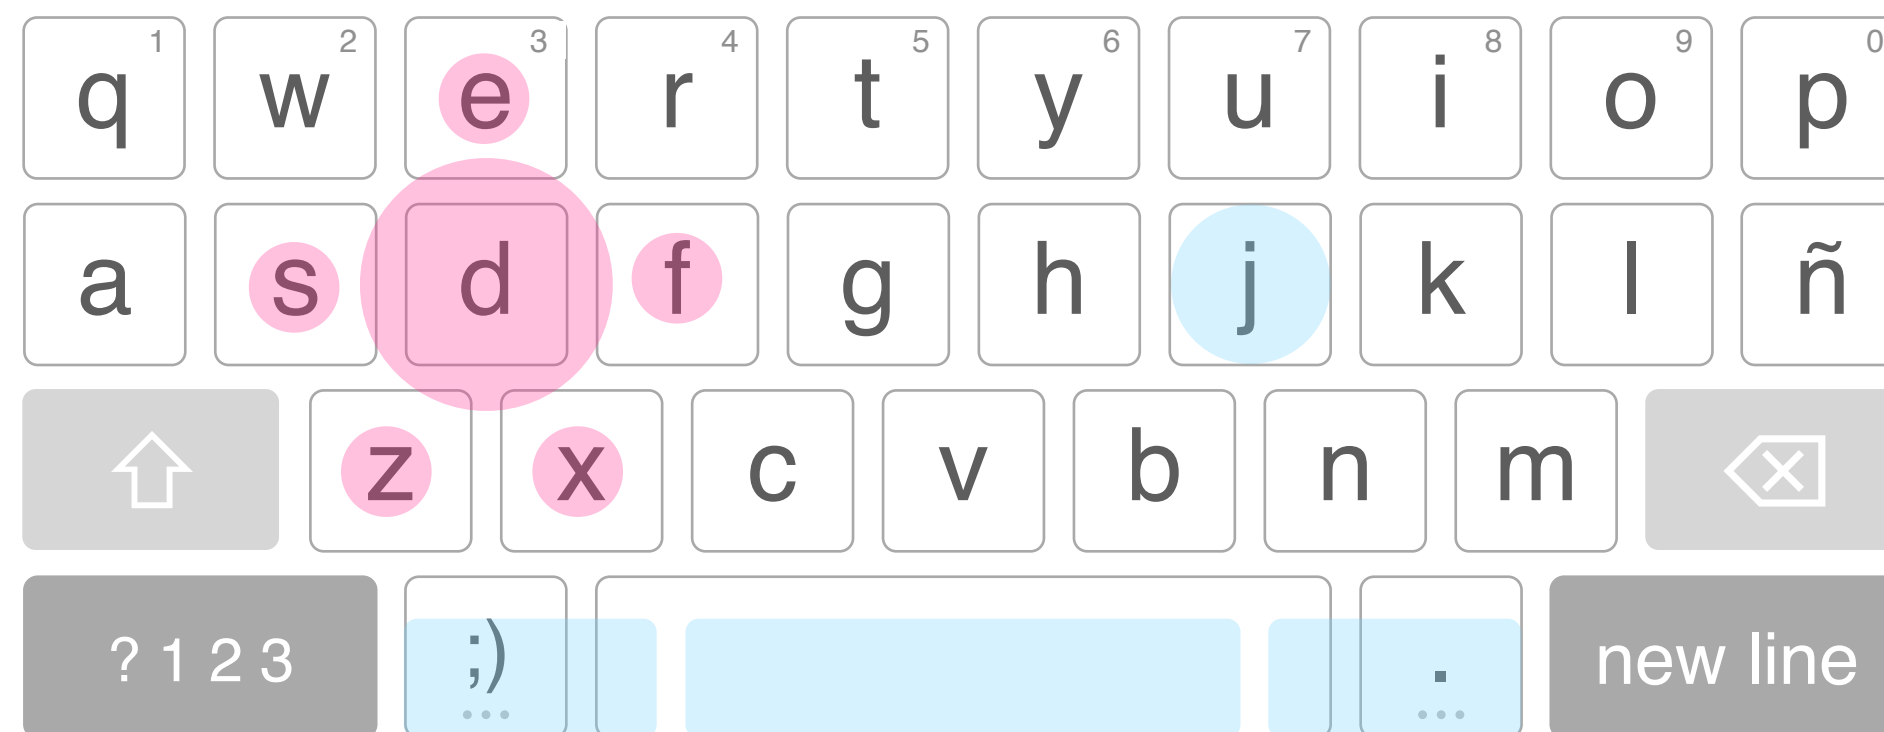 q 1 w 2 e 3 r 4 t 5 y 6 u 7 i 8 o 9 p 0
a s d f g h j k l ñ
z x c v b n m
? 1 2 3 ;) ... . ... new line